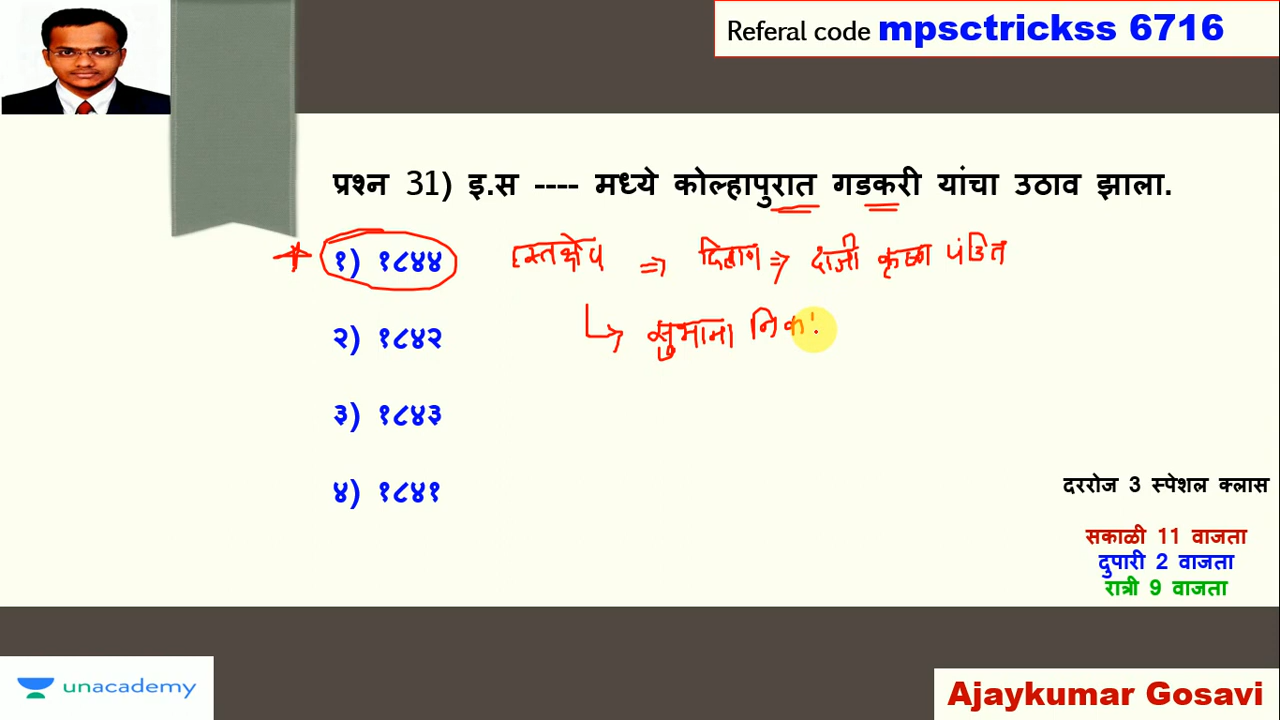 Referal code mpsctrickss 6716
प्रश्न 31) इ.स ---- मध्ये कोल्हापुरात गडकरी यांचा उठाव झाला.
१) १८४४ हस्तक्षेप ⇒ दिवाण ⇒ दाजी कृष्ण पंडित
↳ सुभाना
२) १८४२
३) १८४३
४) १८४१
दररोज 3 स्पेशल क्लास
सकाळी 11 वाजता
दुपारी 2 वाजता
रात्री 9 वाजता
unacademy
Ajaykumar Gosavi